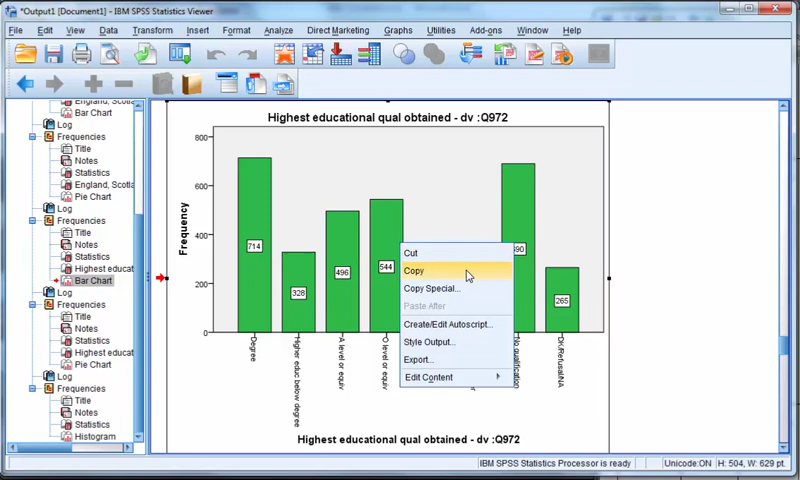 *Output1 [Document1] - IBM SPSS Statistics Viewer
File Edit View Data Transform Insert Format Analyze Direct Marketing Graphs Utilities Add-ons Window Help
England, Scotl
Bar Chart
Log
Frequencies
Title
Notes
Statistics
England, Scotl
Pie Chart
Log
Frequencies
Title
Notes
Statistics
Highest educat
Bar Chart
Log
Frequencies
Title
Notes
Statistics
Highest educat
Pie Chart
Log
Frequencies
Title
Notes
Statistics
Histogram
Highest educational qual obtained - dv :Q972
Frequency
800
600
400
200
0
714
328
496
544
690
265
Degree
Higher educ below degree
A level or equiv
O level or equiv
No qualification
DK/Refusal/NA
Highest educational qual obtained - dv :Q972
Cut
Copy
Copy Special...
Paste After
Create/Edit Autoscript...
Style Output...
Export...
Edit Content
IBM SPSS Statistics Processor is ready
Unicode:ON
H: 504, W: 629 pt.